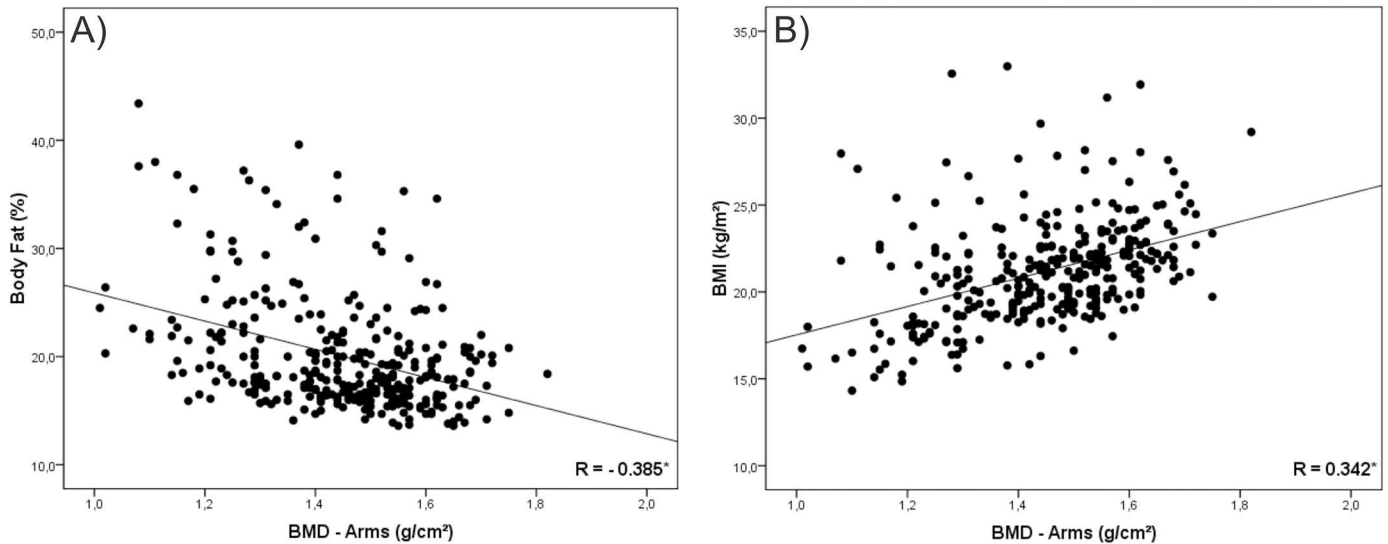 A)
50,0
40,0
30,0
20,0
10,0
Body Fat (%)
1,0 1,2 1,4 1,6 1,8 2,0
BMD - Arms (g/cm²)
R = - 0.385*
B)
35,0
30,0
25,0
20,0
15,0
10,0
BMI (kg/m²)
1,0 1,2 1,4 1,6 1,8 2,0
BMD - Arms (g/cm²)
R = 0.342*